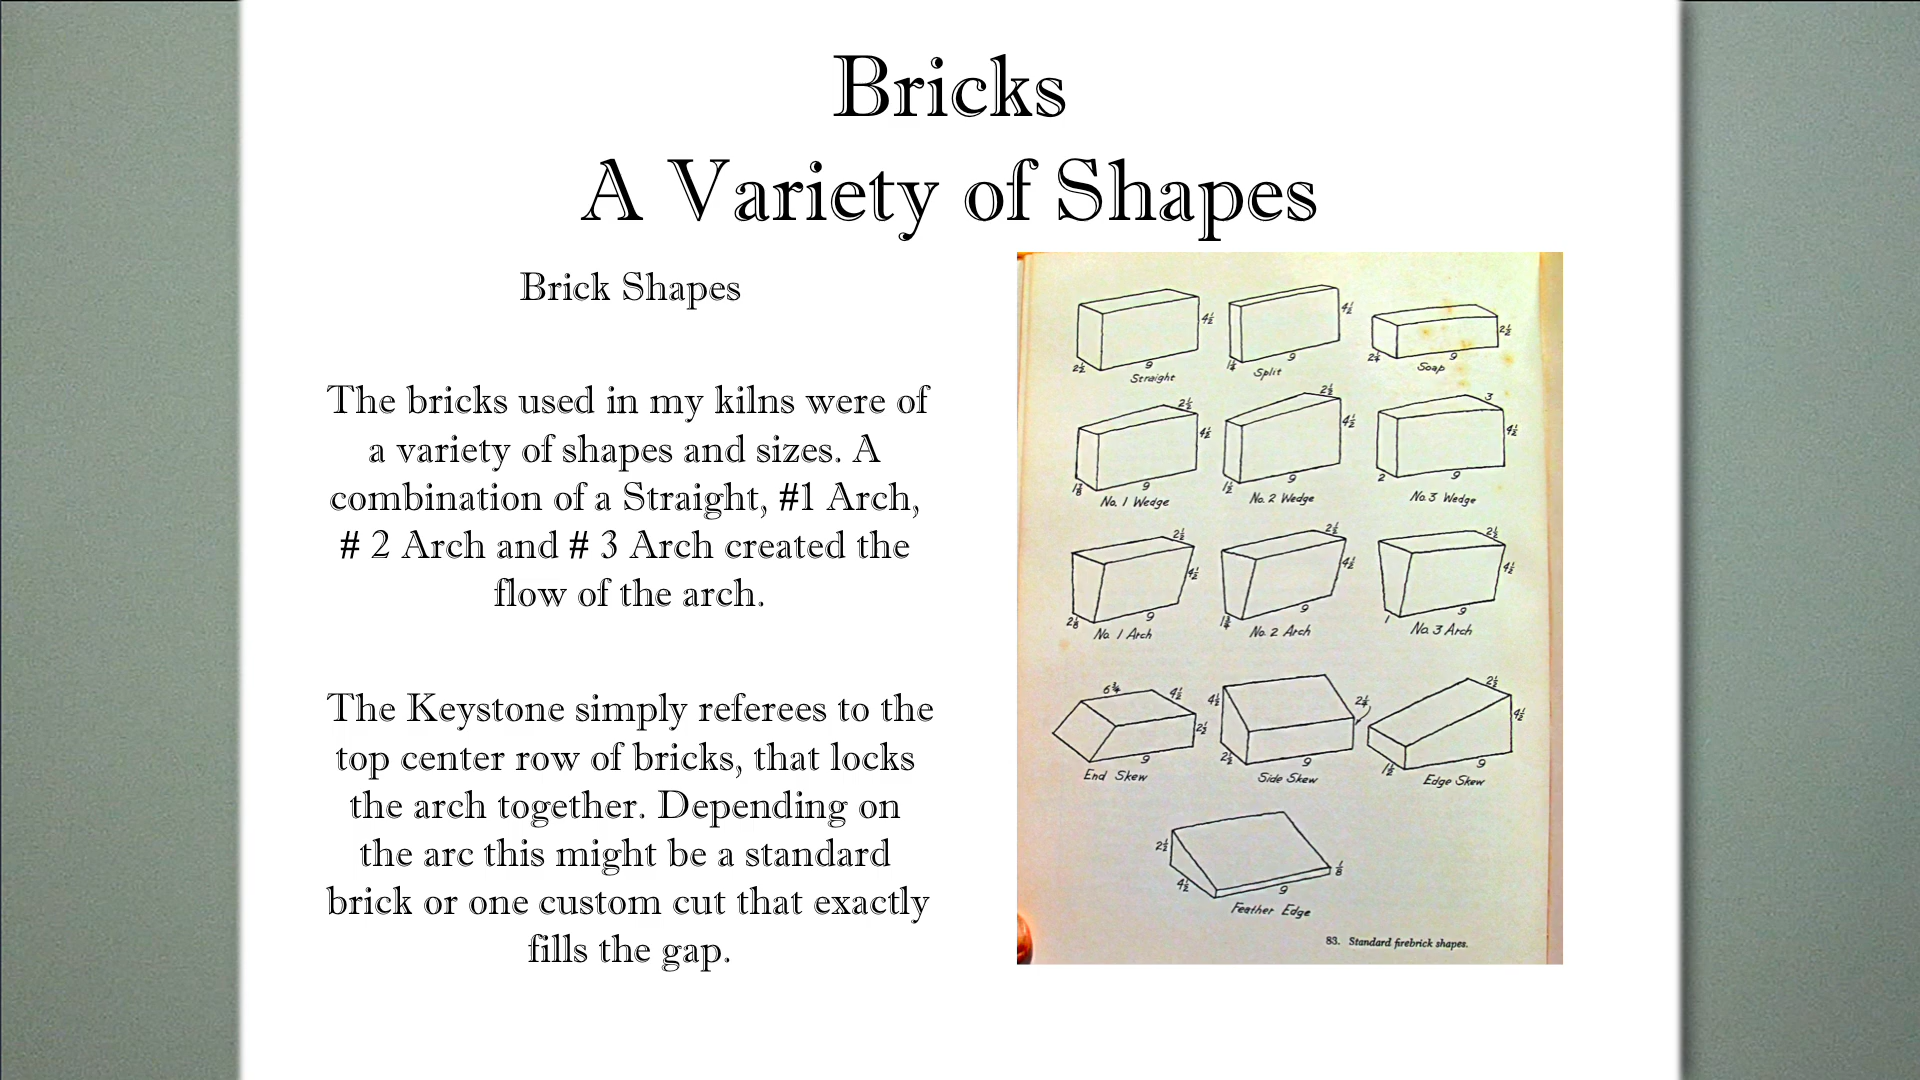 Bricks
A Variety of Shapes
Brick Shapes
The bricks used in my kilns were of
a variety of shapes and sizes. A
combination of a Straight, #1 Arch,
# 2 Arch and # 3 Arch created the
flow of the arch.
The Keystone simply referees to the
top center row of bricks, that locks
the arch together. Depending on
the arc this might be a standard
brick or one custom cut that exactly
fills the gap.
4½ 4½ 2½
2½ 9 1¼ 9 2¼ 9
Straight Split Soap
2½ 2½ 3
4½ 4½ 4½
1⅞ 9 1½ 9 2 9
No. 1 Wedge No. 2 Wedge No. 3 Wedge
2½ 2½ 2½
4½ 4½ 4½
2⅛ 9 1¾ 9 1 9
No. 1 Arch No. 2 Arch No. 3 Arch
6¾ 4½ 4½ 2¼ 2½
2½ 4½
9 2½ 9 1½ 9
End Skew Side Skew Edge Skew
2½ ⅛
4½ 9
Feather Edge
83. Standard firebrick shapes.